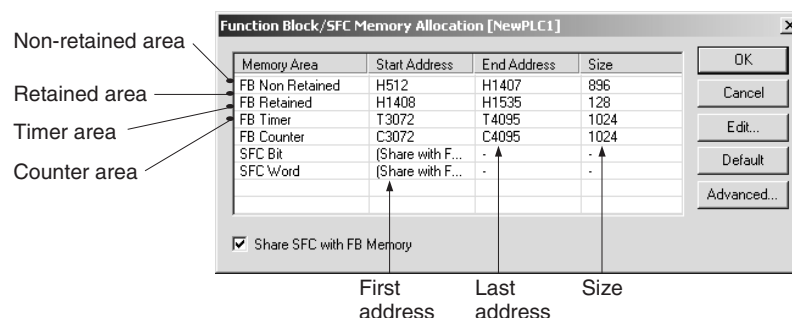 Function Block/SFC Memory Allocation [NewPLC1]
Non-retained area
Retained area
Timer area
Counter area
Memory Area Start Address End Address Size
FB Non Retained H512 H1407 896
FB Retained H1408 H1535 128
FB Timer T3072 T4095 1024
FB Counter C3072 C4095 1024
SFC Bit (Share with F... - -
SFC Word (Share with F... - -
OK
Cancel
Edit...
Default
Advanced...
Share SFC with FB Memory
First address
Last address
Size